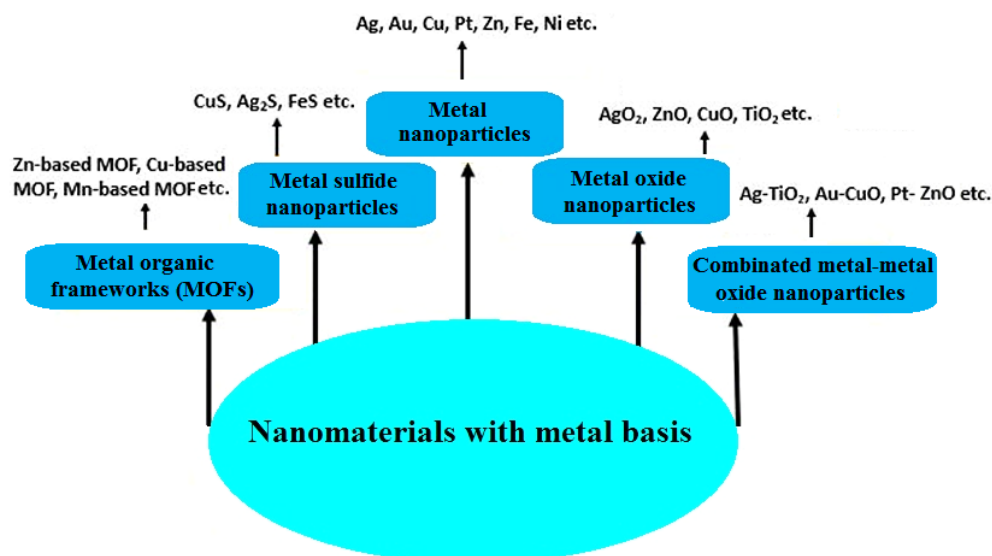 Ag, Au, Cu, Pt, Zn, Fe, Ni etc.
CuS, Ag₂S, FeS etc.
Metal
nanoparticles
AgO₂, ZnO, CuO, TiO₂ etc.
Zn-based MOF, Cu-based
MOF, Mn-based MOF etc.
Metal sulfide
nanoparticles
Metal oxide
nanoparticles
Ag-TiO₂, Au-CuO, Pt- ZnO etc.
Metal organic
frameworks (MOFs)
Combinated metal-metal
oxide nanoparticles
Nanomaterials with metal basis